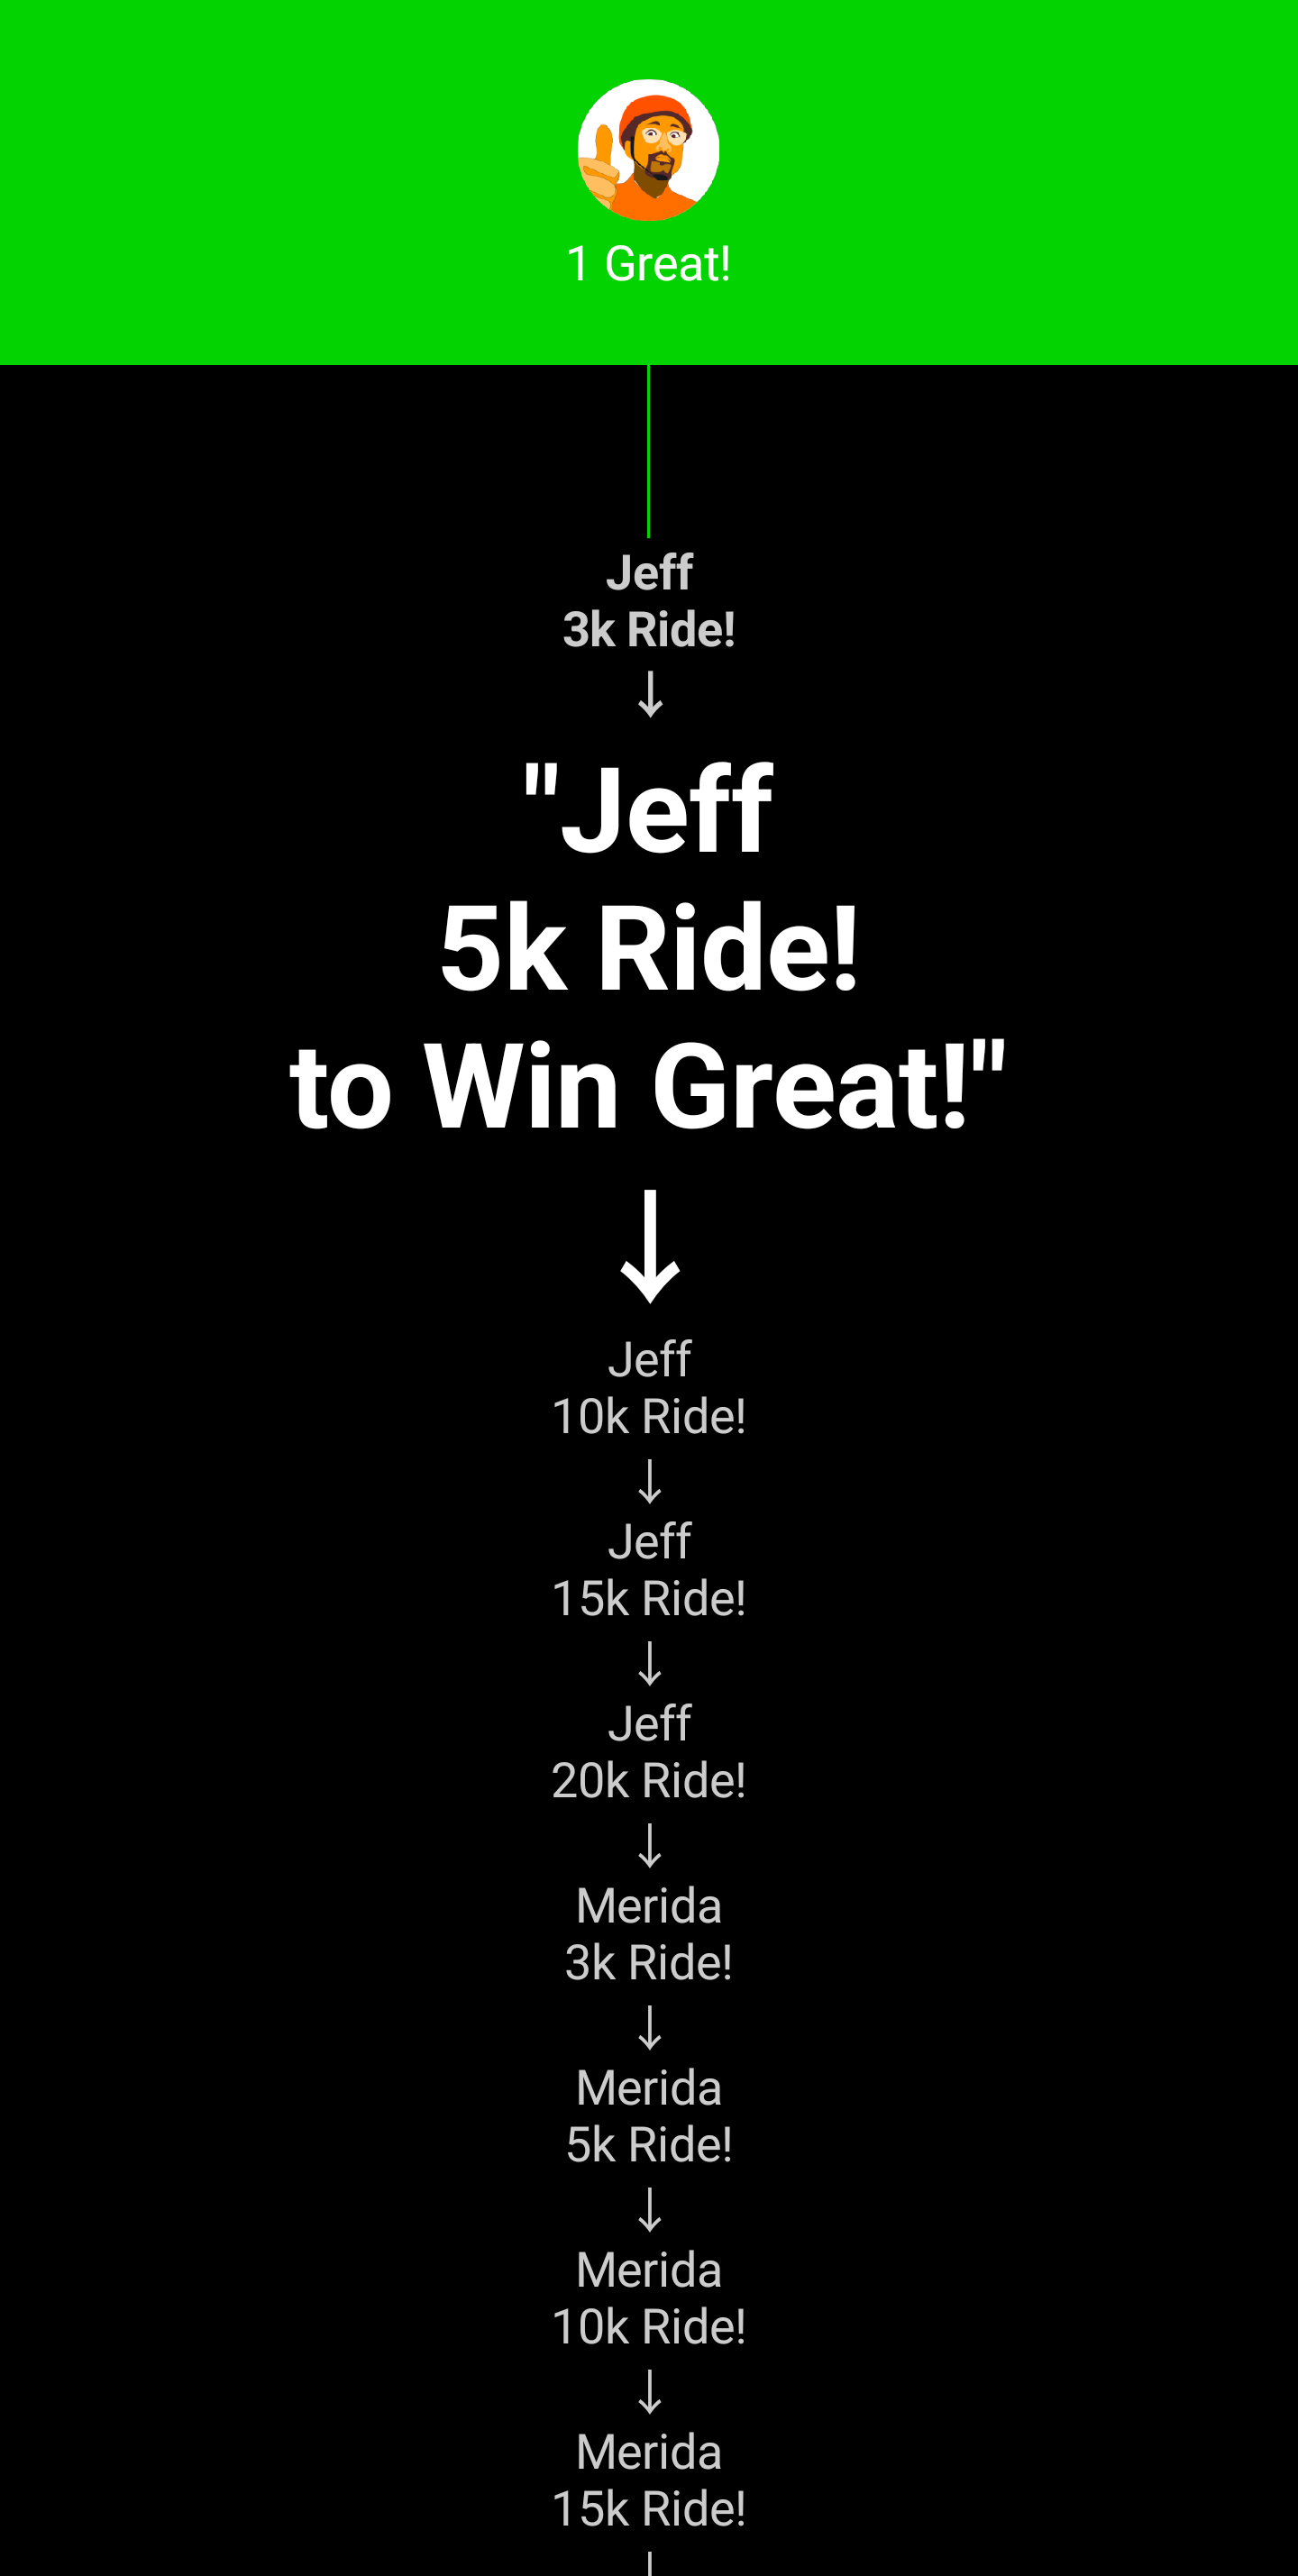 1 Great!
Jeff
3k Ride!
↓
"Jeff
5k Ride!
to Win Great!"
↓
Jeff
10k Ride!
↓
Jeff
15k Ride!
↓
Jeff
20k Ride!
↓
Merida
3k Ride!
↓
Merida
5k Ride!
↓
Merida
10k Ride!
↓
Merida
15k Ride!